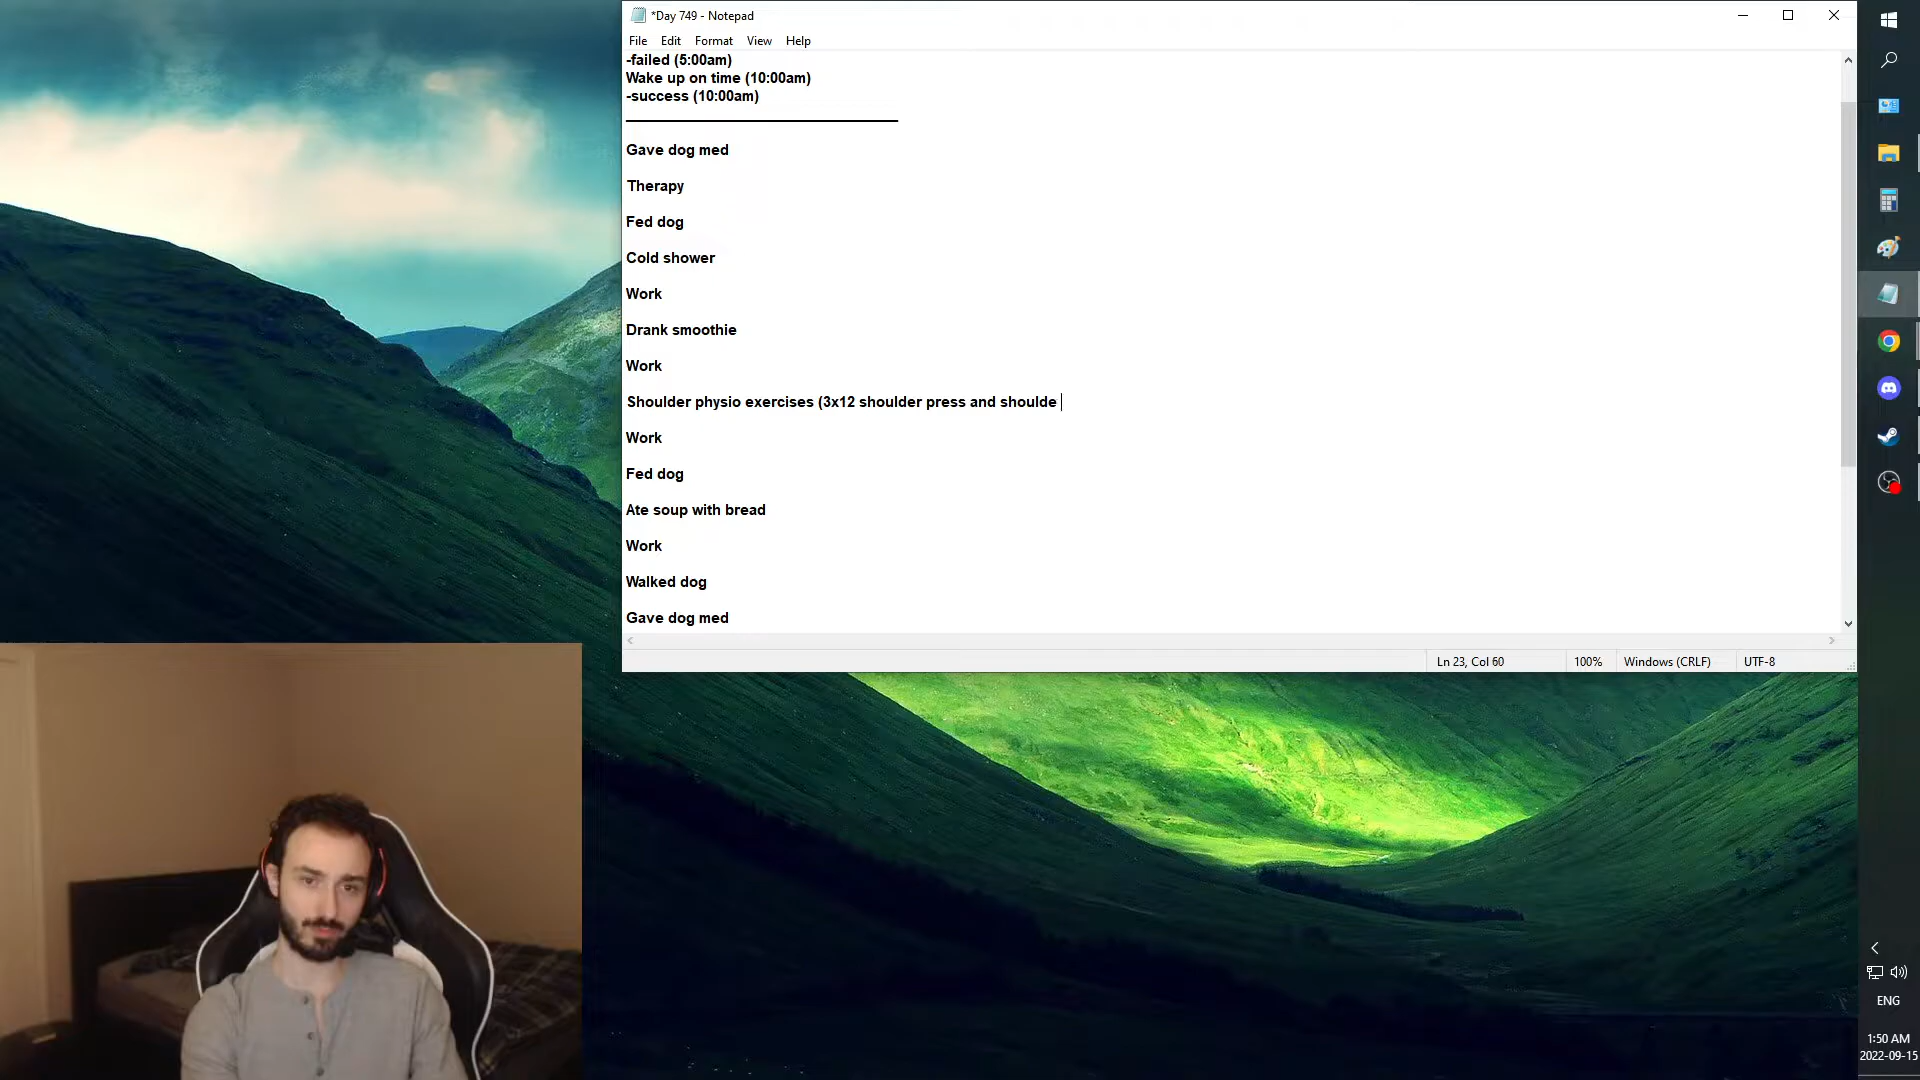 *Day 749 - Notepad
File Edit Format View Help
-failed (5:00am)
Wake up on time (10:00am)
-success (10:00am)
Gave dog med
Therapy
Fed dog
Cold shower
Work
Drank smoothie
Work
Shoulder physio exercises (3x12 shoulder press and shoulde
Work
Fed dog
Ate soup with bread
Work
Walked dog
Gave dog med
Ln 23, Col 60 100% Windows (CRLF) UTF-8
ENG
1:50 AM
2022-09-15